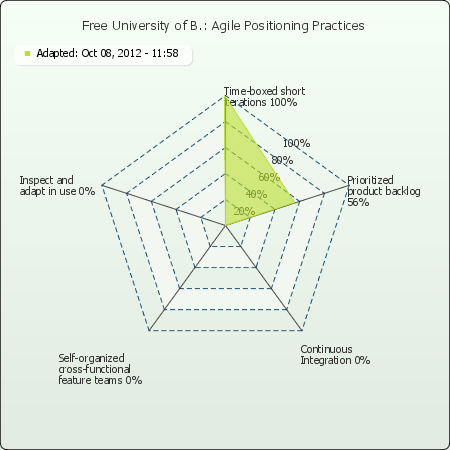 Free University of B.: Agile Positioning Practices
Adapted: Oct 08, 2012 - 11:58
Time-boxed short
iterations 100%
100%
80%
60%
40%
20%
Inspect and
adapt in use 0%
Prioritized
product backlog
56%
Self-organized
cross-functional
feature teams 0%
Continuous
Integration 0%